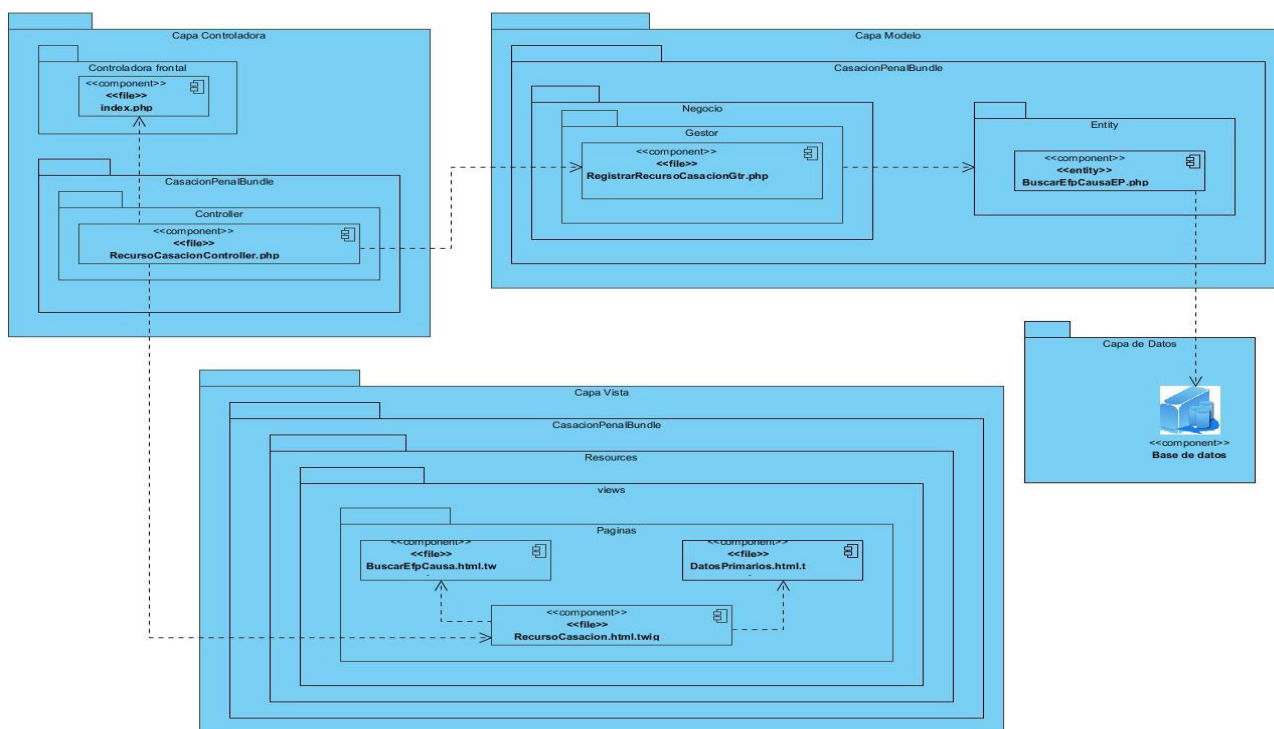 Capa Controladora
Controladora frontal
<<component>>
<<file>>
index.php
CasacionPenalBundle
Controller
<<component>>
<<file>>
RecursoCasacionController.php
Capa Modelo
CasacionPenalBundle
Negocio
Gestor
<<component>>
<<file>>
RegistrarRecursoCasacionGtr.php
Entity
<<component>>
<<entity>>
BuscarEfpCausaEP.php
Capa de Datos
<<component>>
Base de datos
Capa Vista
CasacionPenalBundle
Resources
views
Paginas
<<component>>
<<file>>
BuscarEfpCausa.html.tw
<<component>>
<<file>>
DatosPrimarios.html.t
<<component>>
<<file>>
RecursoCasacion.html.twig